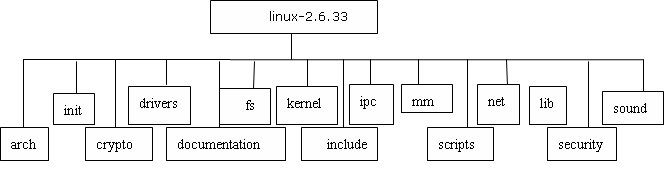 linux-2.6.33
init
drivers
fs
kernel
ipc
mm
net
lib
sound
arch
crypto
documentation
include
scripts
security